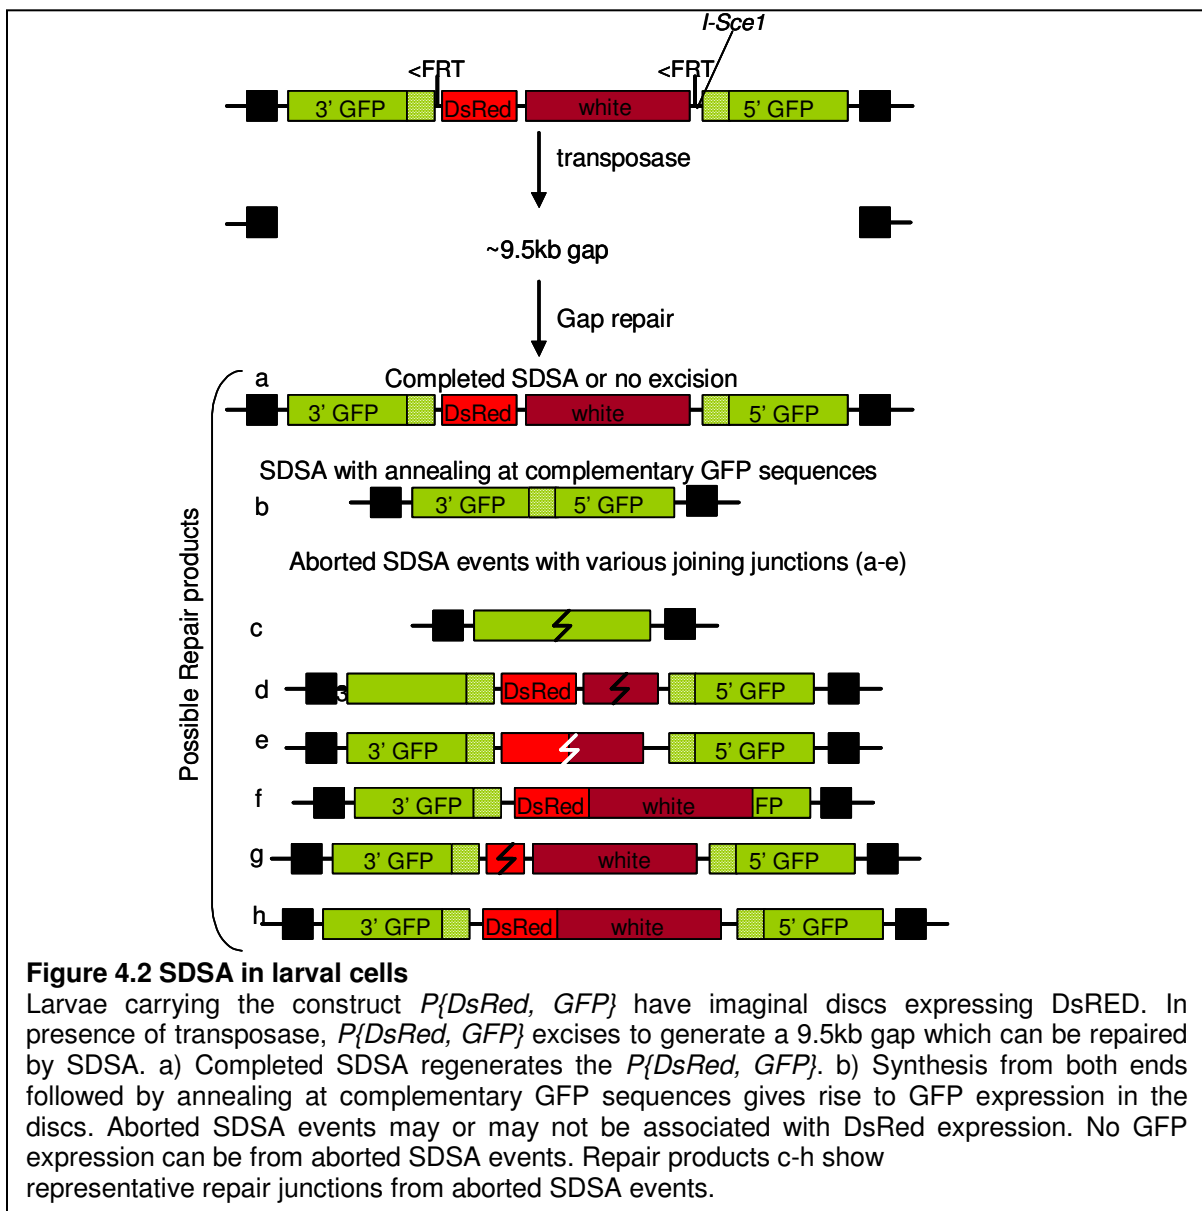 I-Sce1
<FRT <FRT
3' GFP DsRed white 5' GFP
transposase
~9.5kb gap
Gap repair
Possible Repair products
a Completed SDSA or no excision
3' GFP DsRed white 5' GFP
SDSA with annealing at complementary GFP sequences
b 3' GFP 5' GFP
Aborted SDSA events with various joining junctions (a-e)
c
d 3 DsRed 5' GFP
e 3' GFP 5' GFP
f 3' GFP DsRed white FP
g 3' GFP white 5' GFP
h 3' GFP DsRed white 5' GFP
Figure 4.2 SDSA in larval cells
Larvae carrying the construct P{DsRed, GFP} have imaginal discs expressing DsRED. In
presence of transposase, P{DsRed, GFP} excises to generate a 9.5kb gap which can be repaired
by SDSA. a) Completed SDSA regenerates the P{DsRed, GFP}. b) Synthesis from both ends
followed by annealing at complementary GFP sequences gives rise to GFP expression in the
discs. Aborted SDSA events may or may not be associated with DsRed expression. No GFP
expression can be from aborted SDSA events. Repair products c-h show
representative repair junctions from aborted SDSA events.